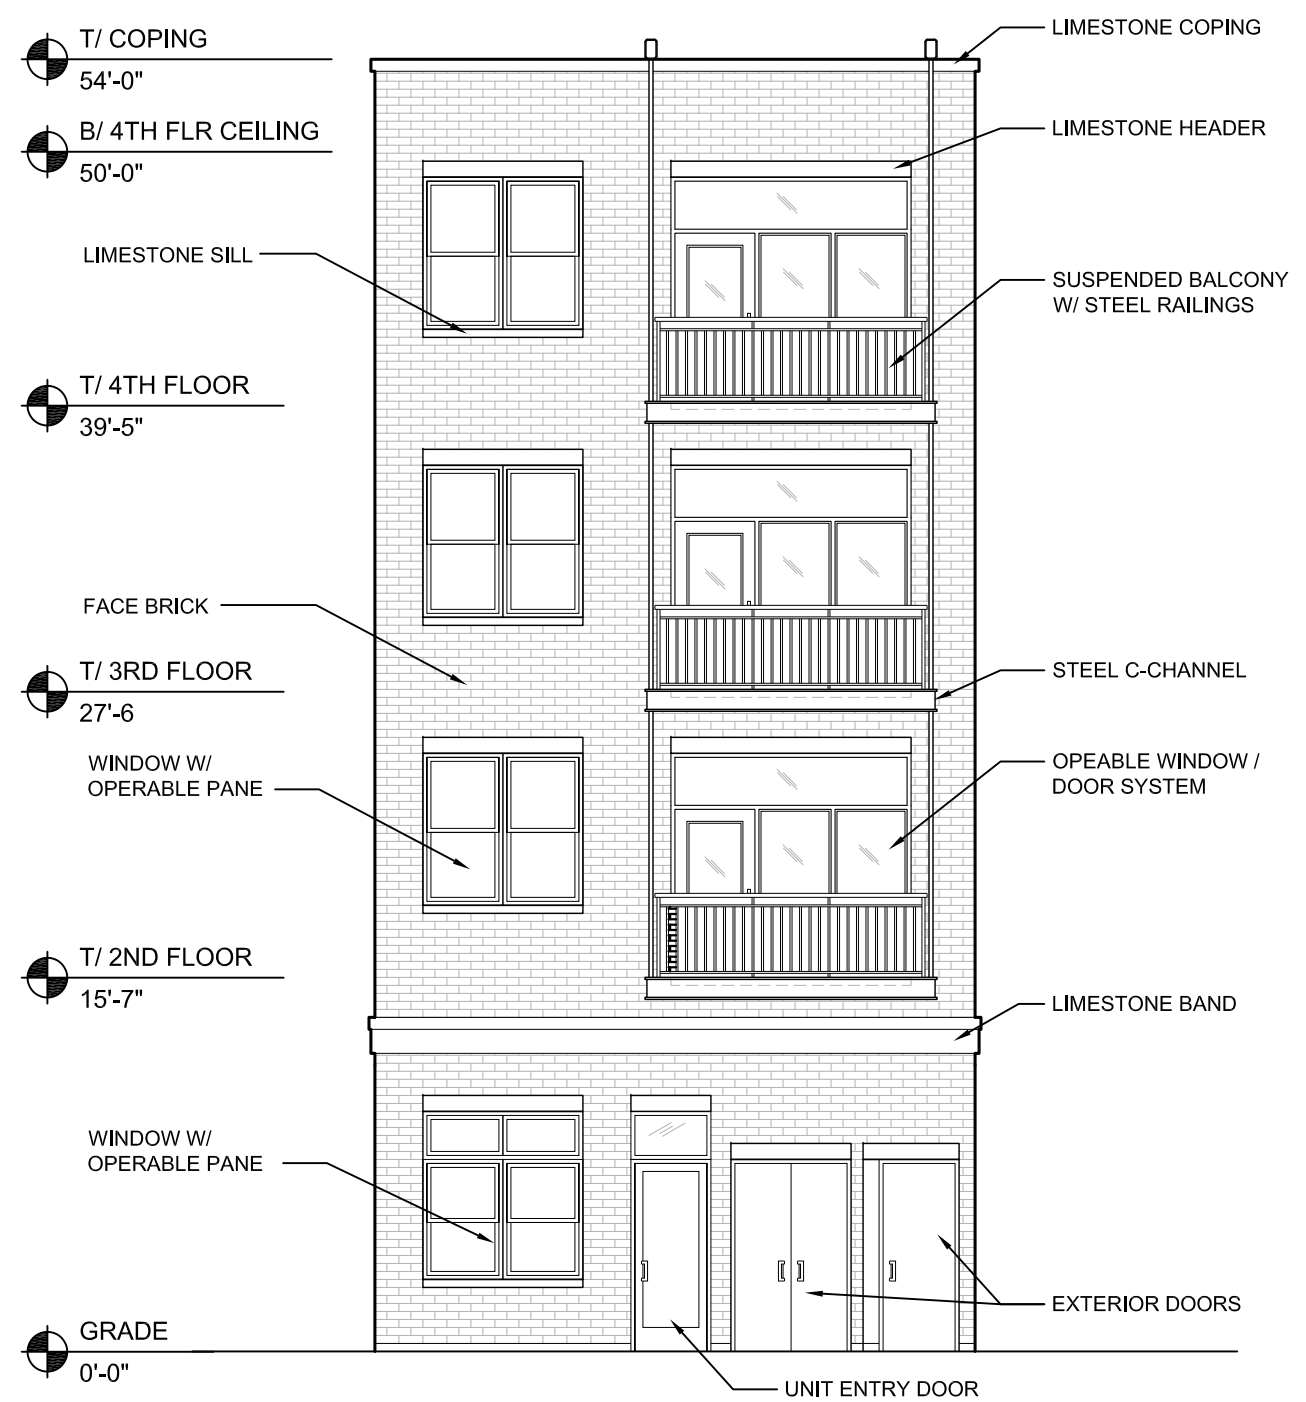 T/ COPING
54'-0"
LIMESTONE COPING
B/ 4TH FLR CEILING
50'-0"
LIMESTONE HEADER
LIMESTONE SILL
SUSPENDED BALCONY
W/ STEEL RAILINGS
T/ 4TH FLOOR
39'-5"
FACE BRICK
T/ 3RD FLOOR
27'-6
STEEL C-CHANNEL
WINDOW W/
OPERABLE PANE
OPEABLE WINDOW /
DOOR SYSTEM
T/ 2ND FLOOR
15'-7"
LIMESTONE BAND
WINDOW W/
OPERABLE PANE
EXTERIOR DOORS
GRADE
0'-0"
UNIT ENTRY DOOR